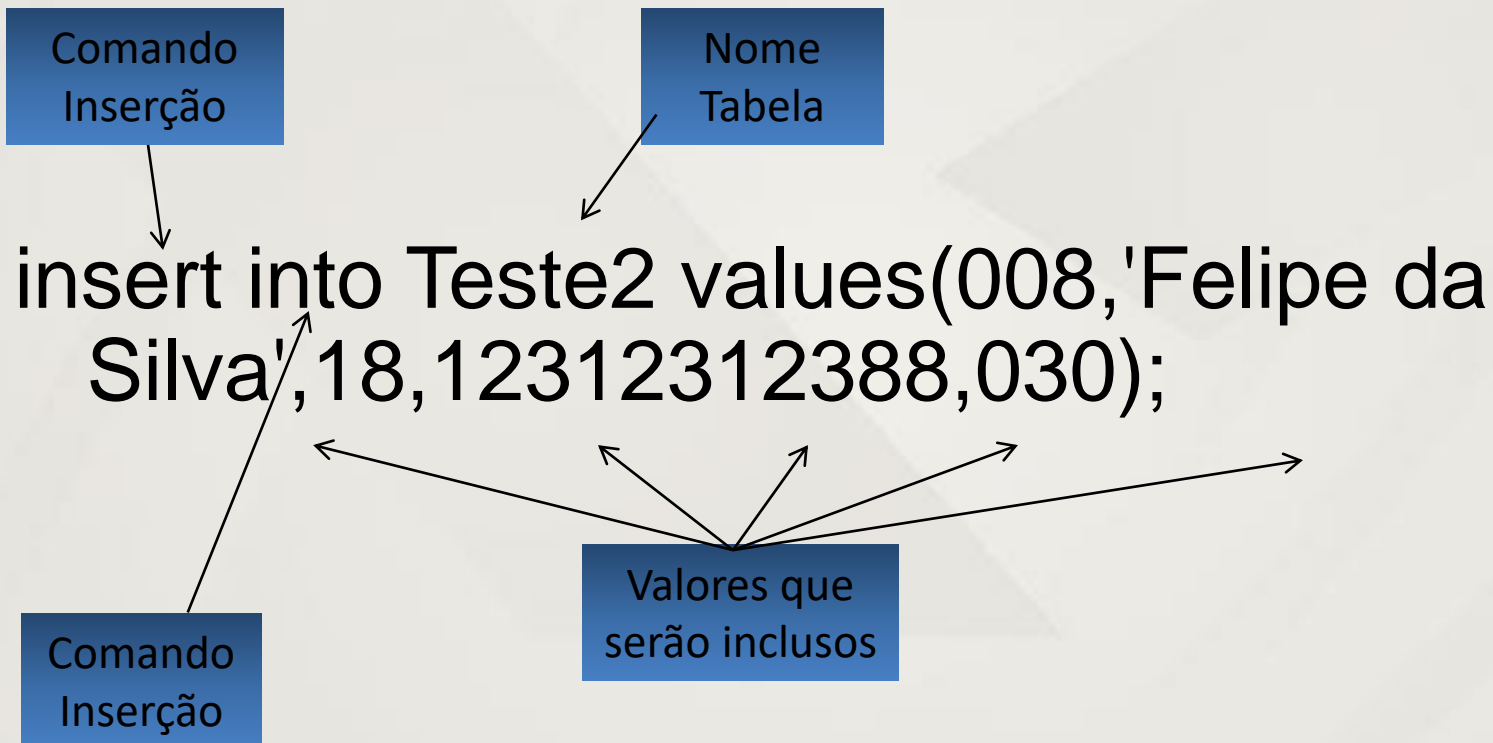 Comando
Inserção
Nome
Tabela
insert into Teste2 values(008,'Felipe da
Silva',18,12312312388,030);
Valores que
serão inclusos
Comando
Inserção